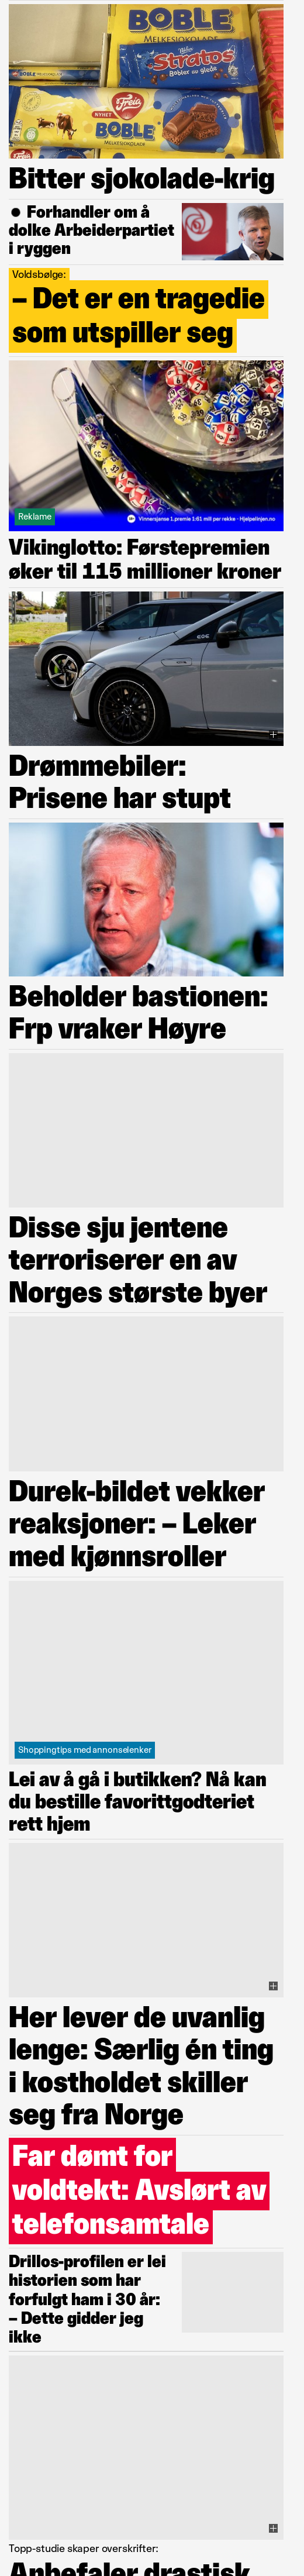 BOBLE
MELKESJOKOLADE
Stratos
Bobler av glede
Freia
NYHET
BOBLE
MELKESJOKOLADE
Bitter sjokolade-krig
Forhandler om å
dolke Arbeiderpartiet
i ryggen
Voldsbølge:
– Det er en tragedie
som utspiller seg
Reklame
Vinnersjanse 1.premie 1:61 mill per rekke - Hjelpelinjen.no
Vikinglotto: Førstepremien
øker til 115 millioner kroner
Drømmebiler:
Prisene har stupt
Beholder bastionen:
Frp vraker Høyre
Disse sju jentene
terroriserer en av
Norges største byer
Durek-bildet vekker
reaksjoner: – Leker
med kjønnsroller
Shoppingtips med annonselenker
Lei av å gå i butikken? Nå kan
du bestille favorittgodteriet
rett hjem
Her lever de uvanlig
lenge: Særlig én ting
i kostholdet skiller
seg fra Norge
Far dømt for
voldtekt: Avslørt av
telefonsamtale
Drillos-profilen er lei
historien som har
forfulgt ham i 30 år:
– Dette gidder jeg
ikke
Topp-studie skaper overskrifter:
Anbefaler drastisk